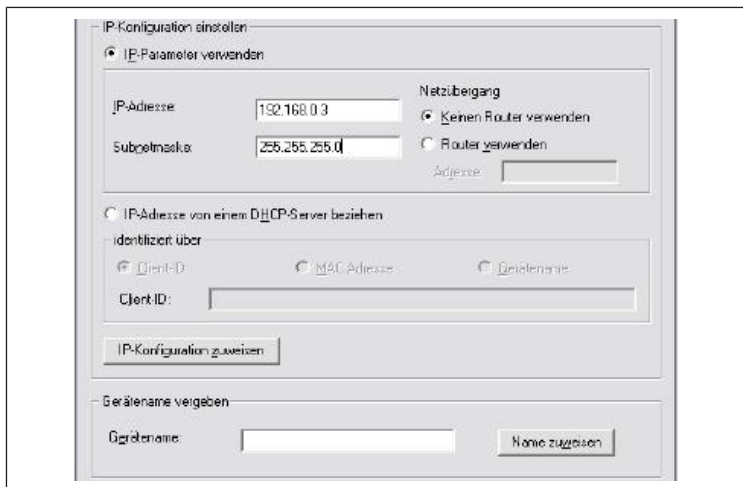 IP-Konfiguration einstellen
IP-Parameter verwenden
IP-Adresse: 192.168.0.3
Subnetmaske: 255.255.255.0
Netzübergang
Keinen Router verwenden
Router verwenden
Adresse:
IP-Adresse von einem DHCP-Server beziehen
identifiziert über
Client-ID
MAC-Adresse
Gerätename
Client-ID:
IP-Konfiguration zuweisen
Gerätename vergeben
Gerätename:
Name zuweisen